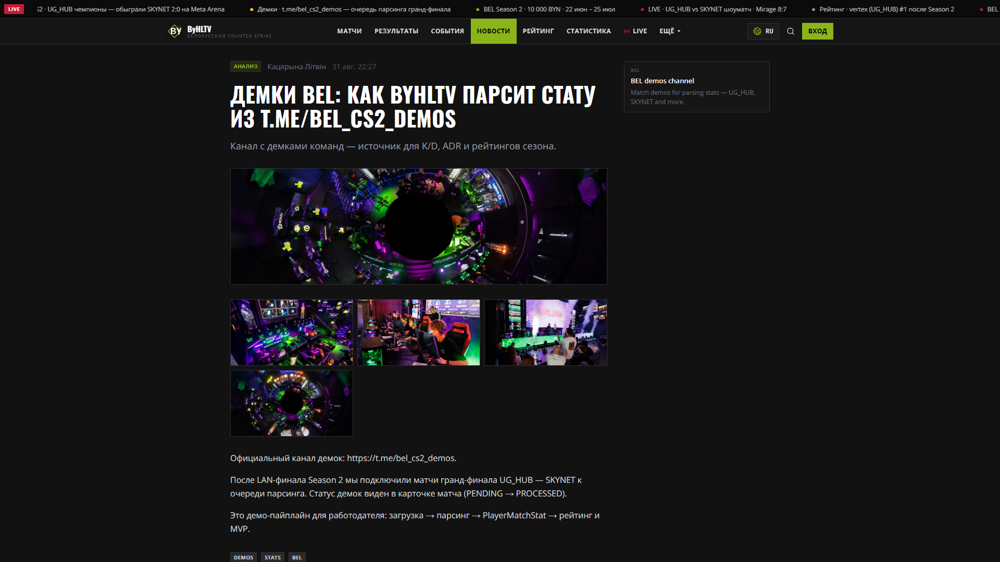 LIVE
S2 · UG_HUB чемпионы — обыграли SKYNET 2:0 на Meta Arena
Демки · t.me/bel_cs2_demos — очередь парсинга гранд-финала
BEL Season 2 · 10 000 BYN · 22 июн – 25 июл
LIVE · UG_HUB vs SKYNET шоуматч · Mirage 8:7
Рейтинг · vertex (UG_HUB) #1 после Season 2
BEL
BY
ByHLTV
БЕЛОРУССКИЙ COUNTER-STRIKE
МАТЧИ
РЕЗУЛЬТАТЫ
СОБЫТИЯ
НОВОСТИ
РЕЙТИНГ
СТАТИСТИКА
LIVE
ЕЩЁ
RU
ВХОД
АНАЛИЗ
Кацярына Літвін
31 авг. 22:27
ДЕМКИ BEL: КАК BYHLTV ПАРСИТ СТАТУ
ИЗ T.ME/BEL_CS2_DEMOS
Канал с демками команд — источник для K/D, ADR и рейтингов сезона.
BEL
BEL demos channel
Match demos for parsing stats — UG_HUB,
SKYNET and more.
UG_HUB
Официальный канал демок: https://t.me/bel_cs2_demos.
После LAN-финала Season 2 мы подключили матчи гранд-финала UG_HUB — SKYNET к
очереди парсинга. Статус демок виден в карточке матча (PENDING → PROCESSED).
Это демо-пайплайн для работодателя: загрузка → парсинг → PlayerMatchStat → рейтинг и
MVP.
DEMOS
STATS
BEL